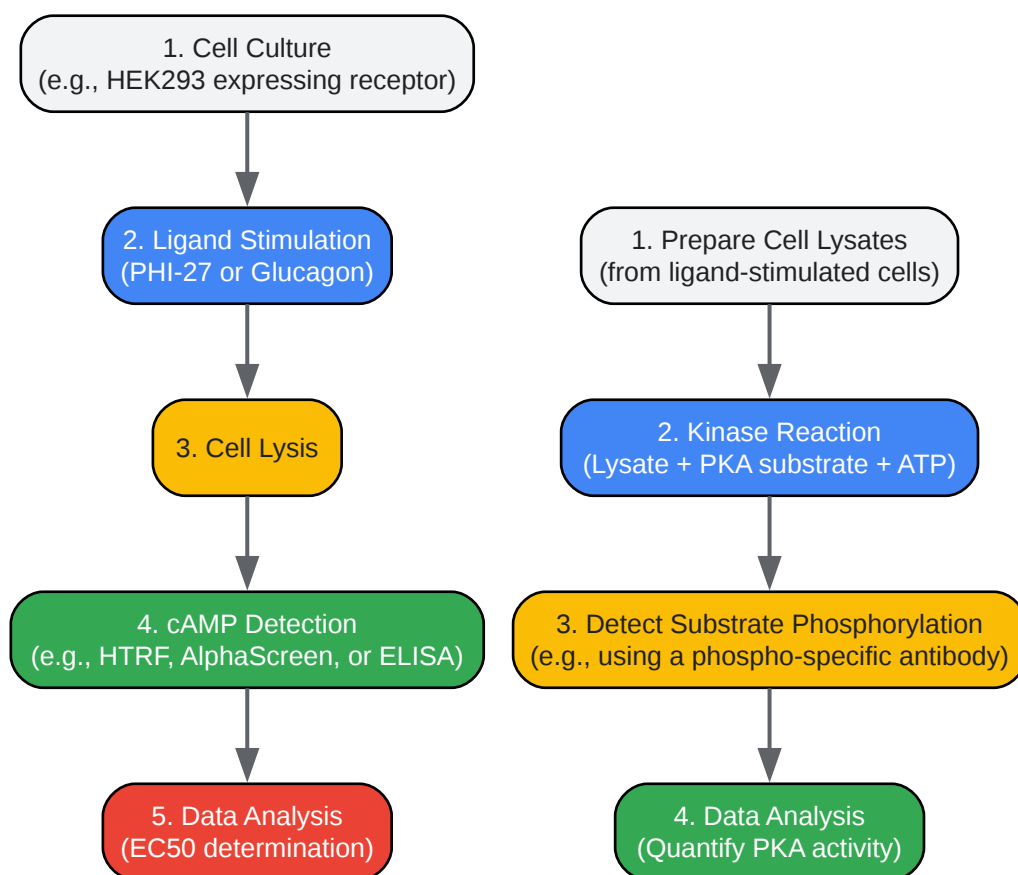 1. Cell Culture
(e.g., HEK293 expressing receptor)
2. Ligand Stimulation
(PHI-27 or Glucagon)
3. Cell Lysis
4. cAMP Detection
(e.g., HTRF, AlphaScreen, or ELISA)
5. Data Analysis
(EC50 determination)
1. Prepare Cell Lysates
(from ligand-stimulated cells)
2. Kinase Reaction
(Lysate + PKA substrate + ATP)
3. Detect Substrate Phosphorylation
(e.g., using a phospho-specific antibody)
4. Data Analysis
(Quantify PKA activity)